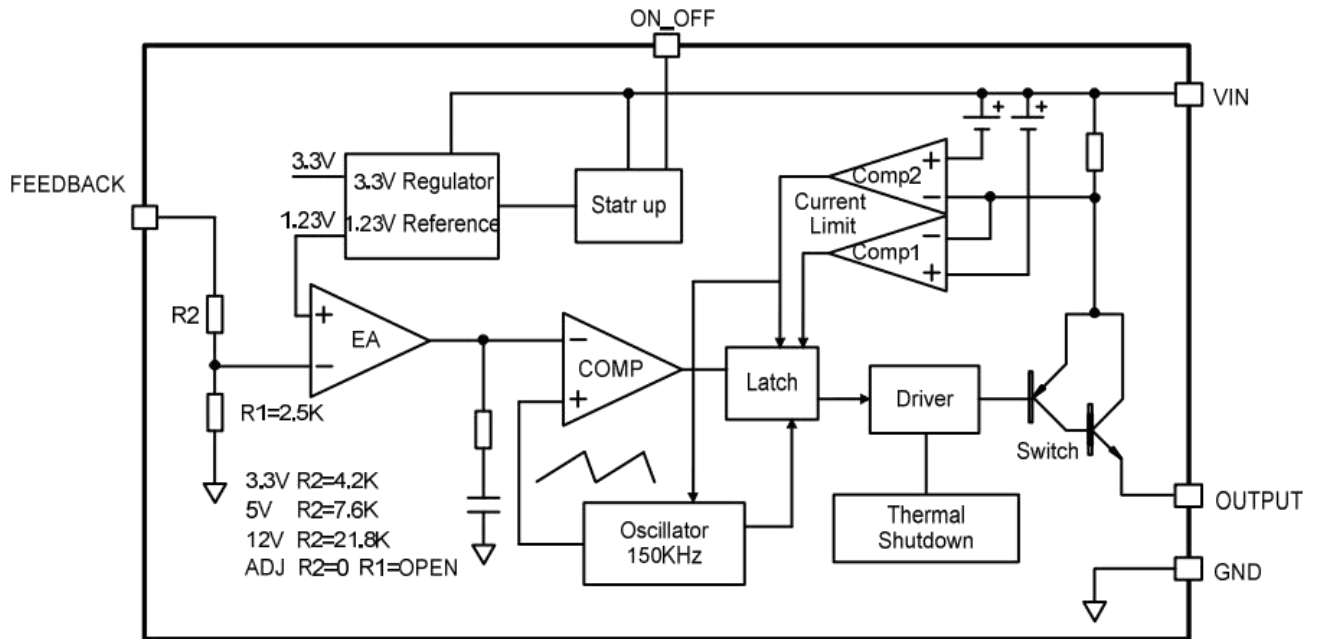 ON_OFF
VIN
FEEDBACK
3.3V
3.3V Regulator
1.23V
1.23V Reference
Statr up
+
Comp2
−
Current
Limit
−
Comp1
+
+
+
R2
+
EA
−
R1=2.5K
−
COMP
+
Latch
Driver
Switch
3.3V R2=4.2K
5V R2=7.6K
12V R2=21.8K
ADJ R2=0 R1=OPEN
Oscillator
150KHz
Thermal
Shutdown
OUTPUT
GND